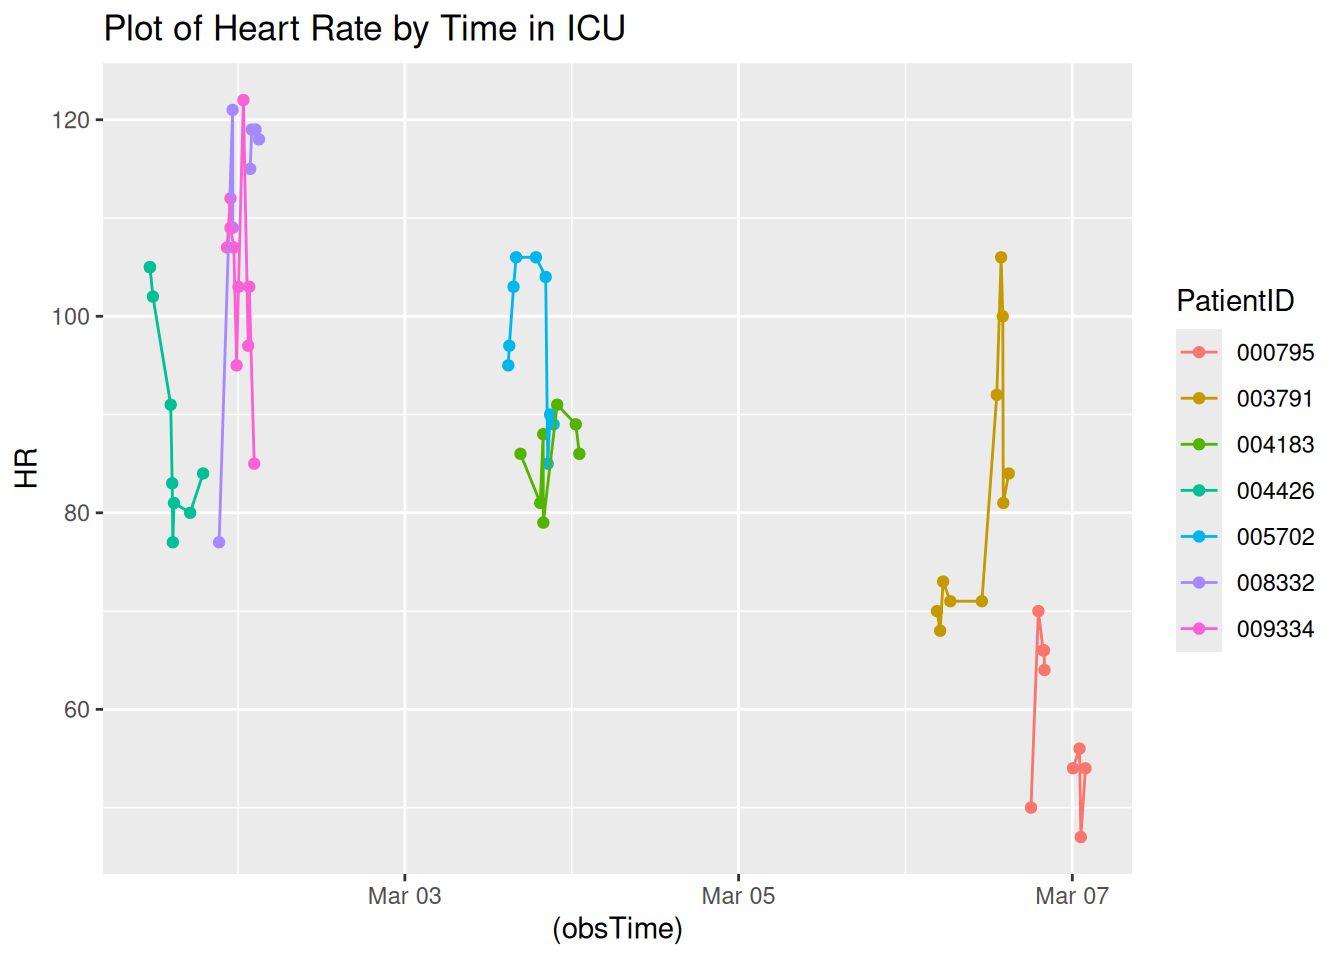 Plot of Heart Rate by Time in ICU
120
100
80
60
HR
Mar 03
Mar 05
Mar 07
(obsTime)
PatientID
000795
003791
004183
004426
005702
008332
009334